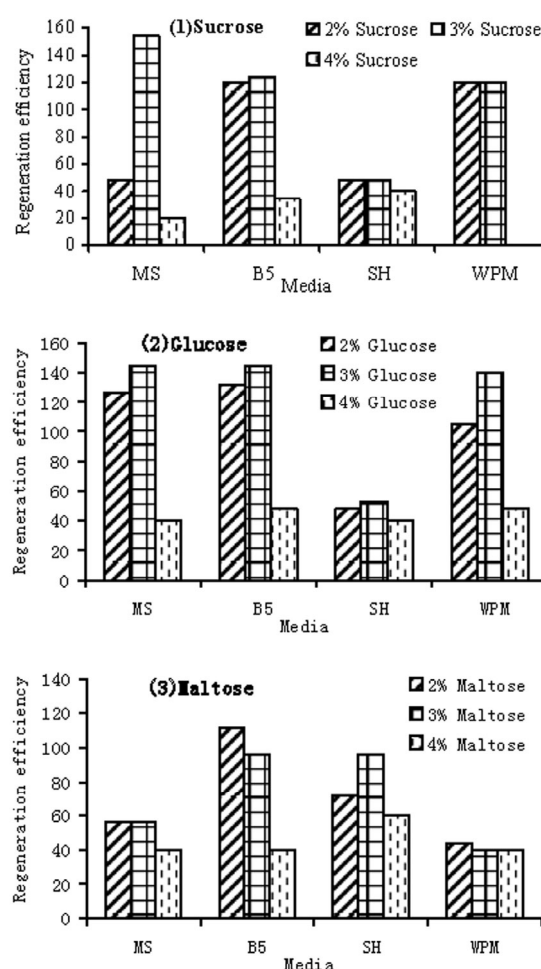 (1)Sucrose
2% Sucrose 3% Sucrose
4% Sucrose
Regeneration efficiency
160
140
120
100
80
60
40
20
0
MS B5 SH WPM
Media
(2)Glucose
2% Glucose
3% Glucose
4% Glucose
Regeneration efficiency
160
140
120
100
80
60
40
20
0
MS B5 SH WPM
Media
(3)Maltose
2% Maltose
3% Maltose
4% Maltose
Regeneration efficiency
140
120
100
80
60
40
20
0
MS B5 SH WPM
Media